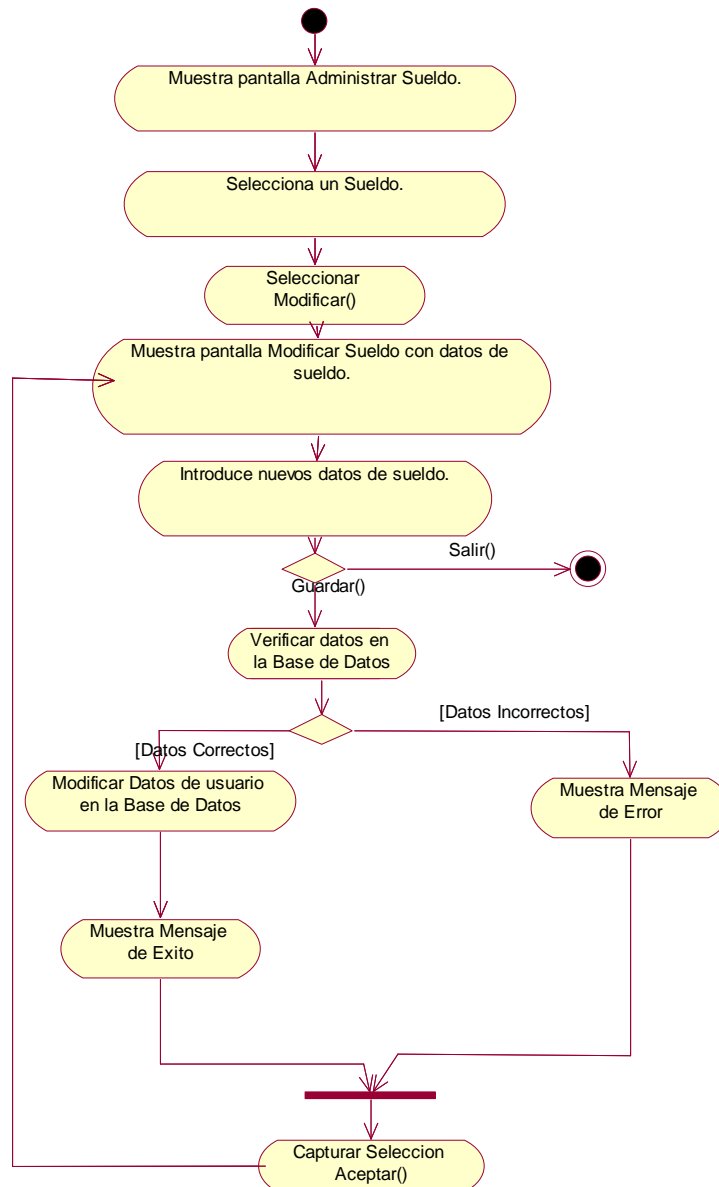 Muestra pantalla Administrar Sueldo.
Selecciona un Sueldo.
Seleccionar
Modificar()
Muestra pantalla Modificar Sueldo con datos de
sueldo.
Introduce nuevos datos de sueldo.
Salir()
Guardar()
Verificar datos en
la Base de Datos
[Datos Incorrectos]
[Datos Correctos]
Modificar Datos de usuario
en la Base de Datos
Muestra Mensaje
de Error
Muestra Mensaje
de Exito
Capturar Seleccion
Aceptar()